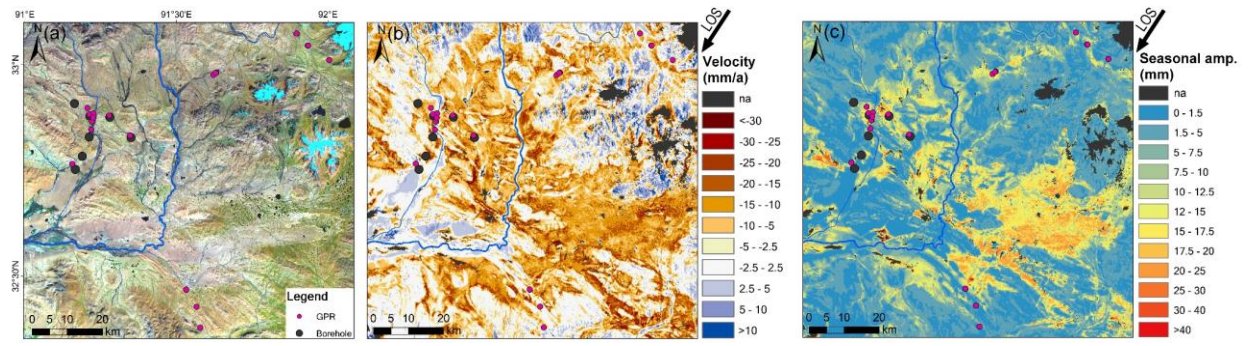 91°E
91°30'E
92°E
33°N
32°30'N
N
(a)
Legend
GPR
Borehole
0 5 10 20
km
N
(b)
0 5 10 20
km
LOS
Velocity
(mm/a)
na
<-30
-30 - -25
-25 - -20
-20 - -15
-15 - -10
-10 - -5
-5 - -2.5
-2.5 - 2.5
2.5 - 5
5 - 10
>10
N
(c)
0 5 10 20
km
LOS
Seasonal amp.
(mm)
na
0 - 1.5
1.5 - 5
5 - 7.5
7.5 - 10
10 - 12.5
12 - 15
15 - 17.5
17.5 - 20
20 - 25
25 - 30
30 - 40
>40